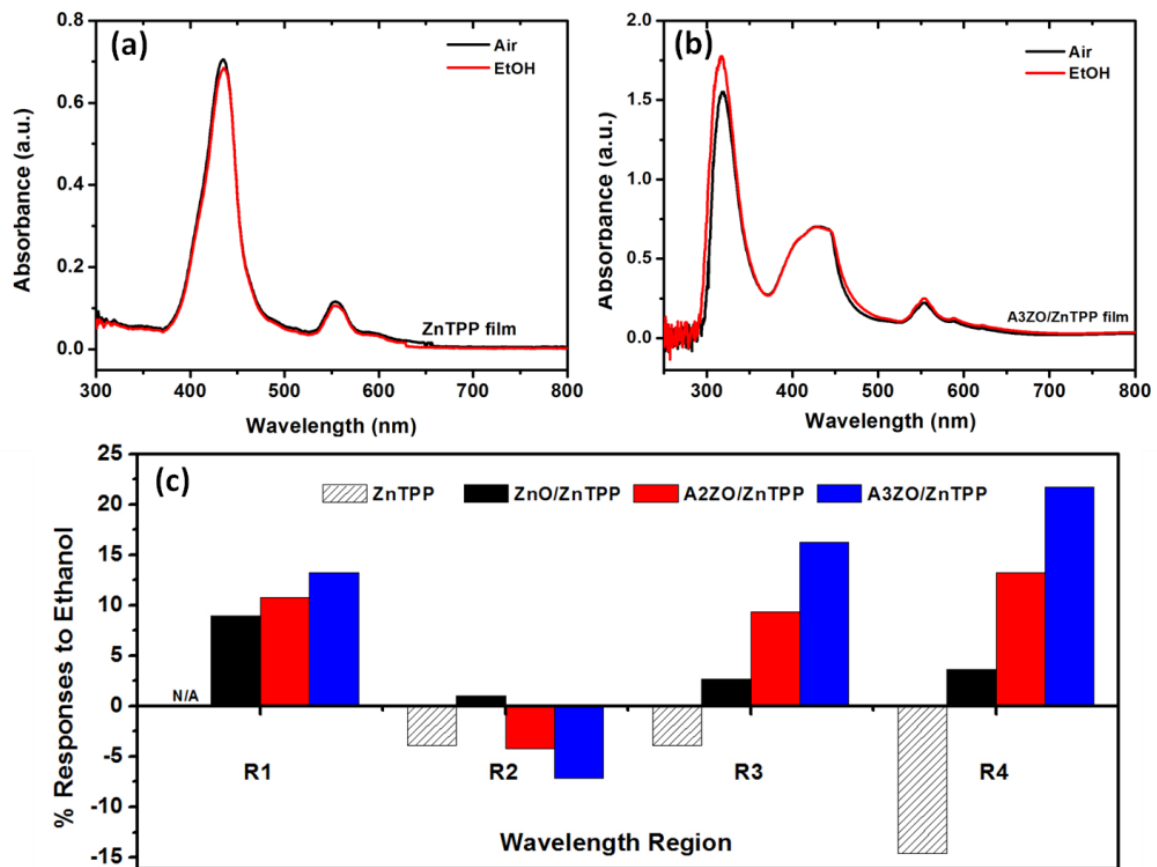 (a)
Air
EtOH
0.8
0.6
0.4
0.2
0.0
Absorbance (a.u.)
ZnTPP film
300 400 500 600 700 800
Wavelength (nm)
(b)
Air
EtOH
2.0
1.5
1.0
0.5
0.0
Absorbance (a.u.)
A3ZO/ZnTPP film
300 400 500 600 700 800
Wavelength (nm)
(c)
ZnTPP ZnO/ZnTPP A2ZO/ZnTPP A3ZO/ZnTPP
25
20
15
10
5
0
-5
-10
-15
% Responses to Ethanol
N/A
R1 R2 R3 R4
Wavelength Region